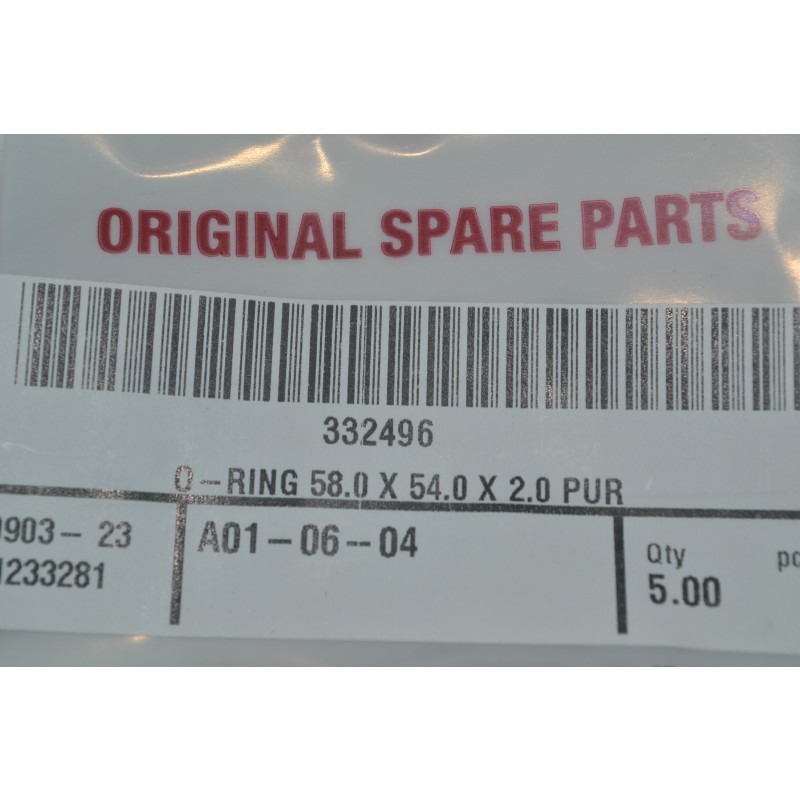 ORIGINAL SPARE PARTS
332496
O-RING 58.0 X 54.0 X 2.0 PUR
903-23
A01-06-04
1233281
Qty
5.00